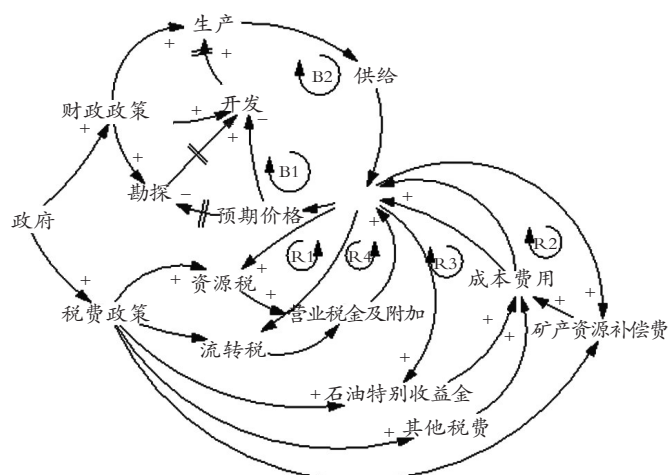 生产
供给
B2
财政政策
开发
B1
勘探
预期价格
政府
R1
R4
R3
R2
资源税
成本费用
税费政策
营业税金及附加
矿产资源补偿费
流转税
石油特别收益金
其他税费